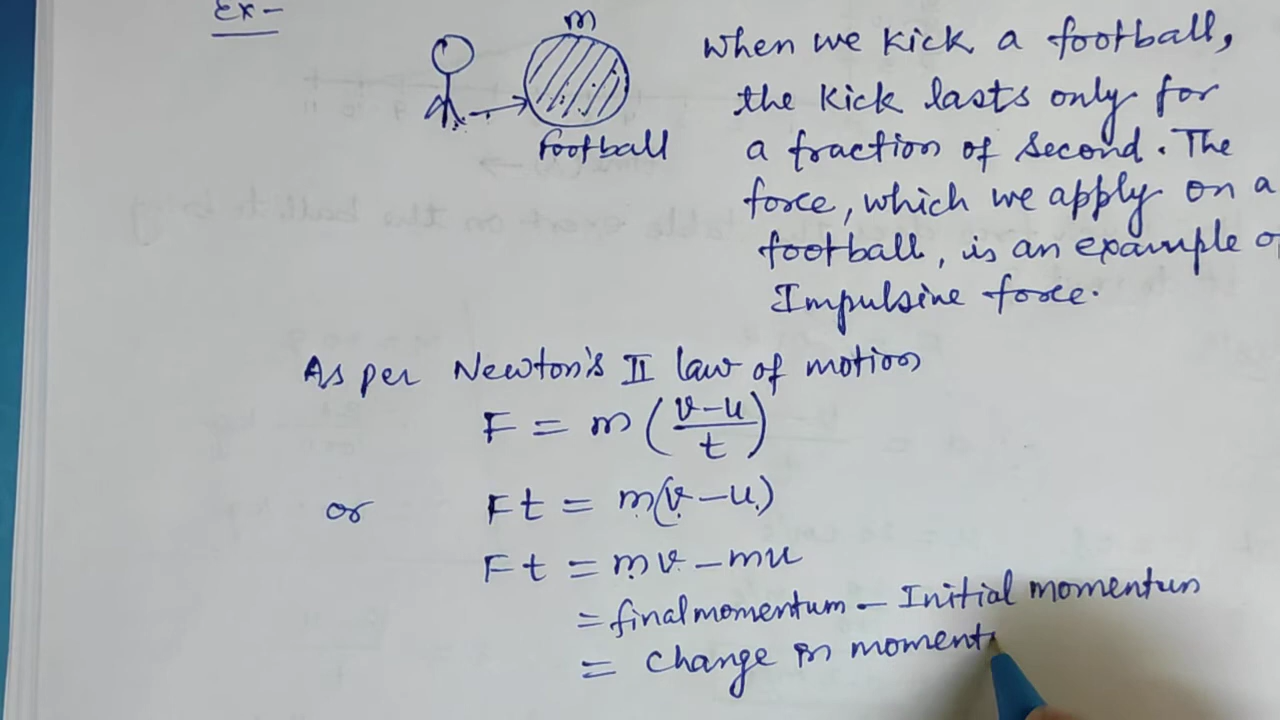 Ex-
m
football
When we kick a football,
the kick lasts only for
a fraction of second. The
force, which we apply on a
football, is an example o
Impulsive force.
As per Newton's II law of motion
F = m(v-u/t)
or Ft = m(v-u)
Ft = mv-mu
= final momentum - Initial momentum
= Change in moment